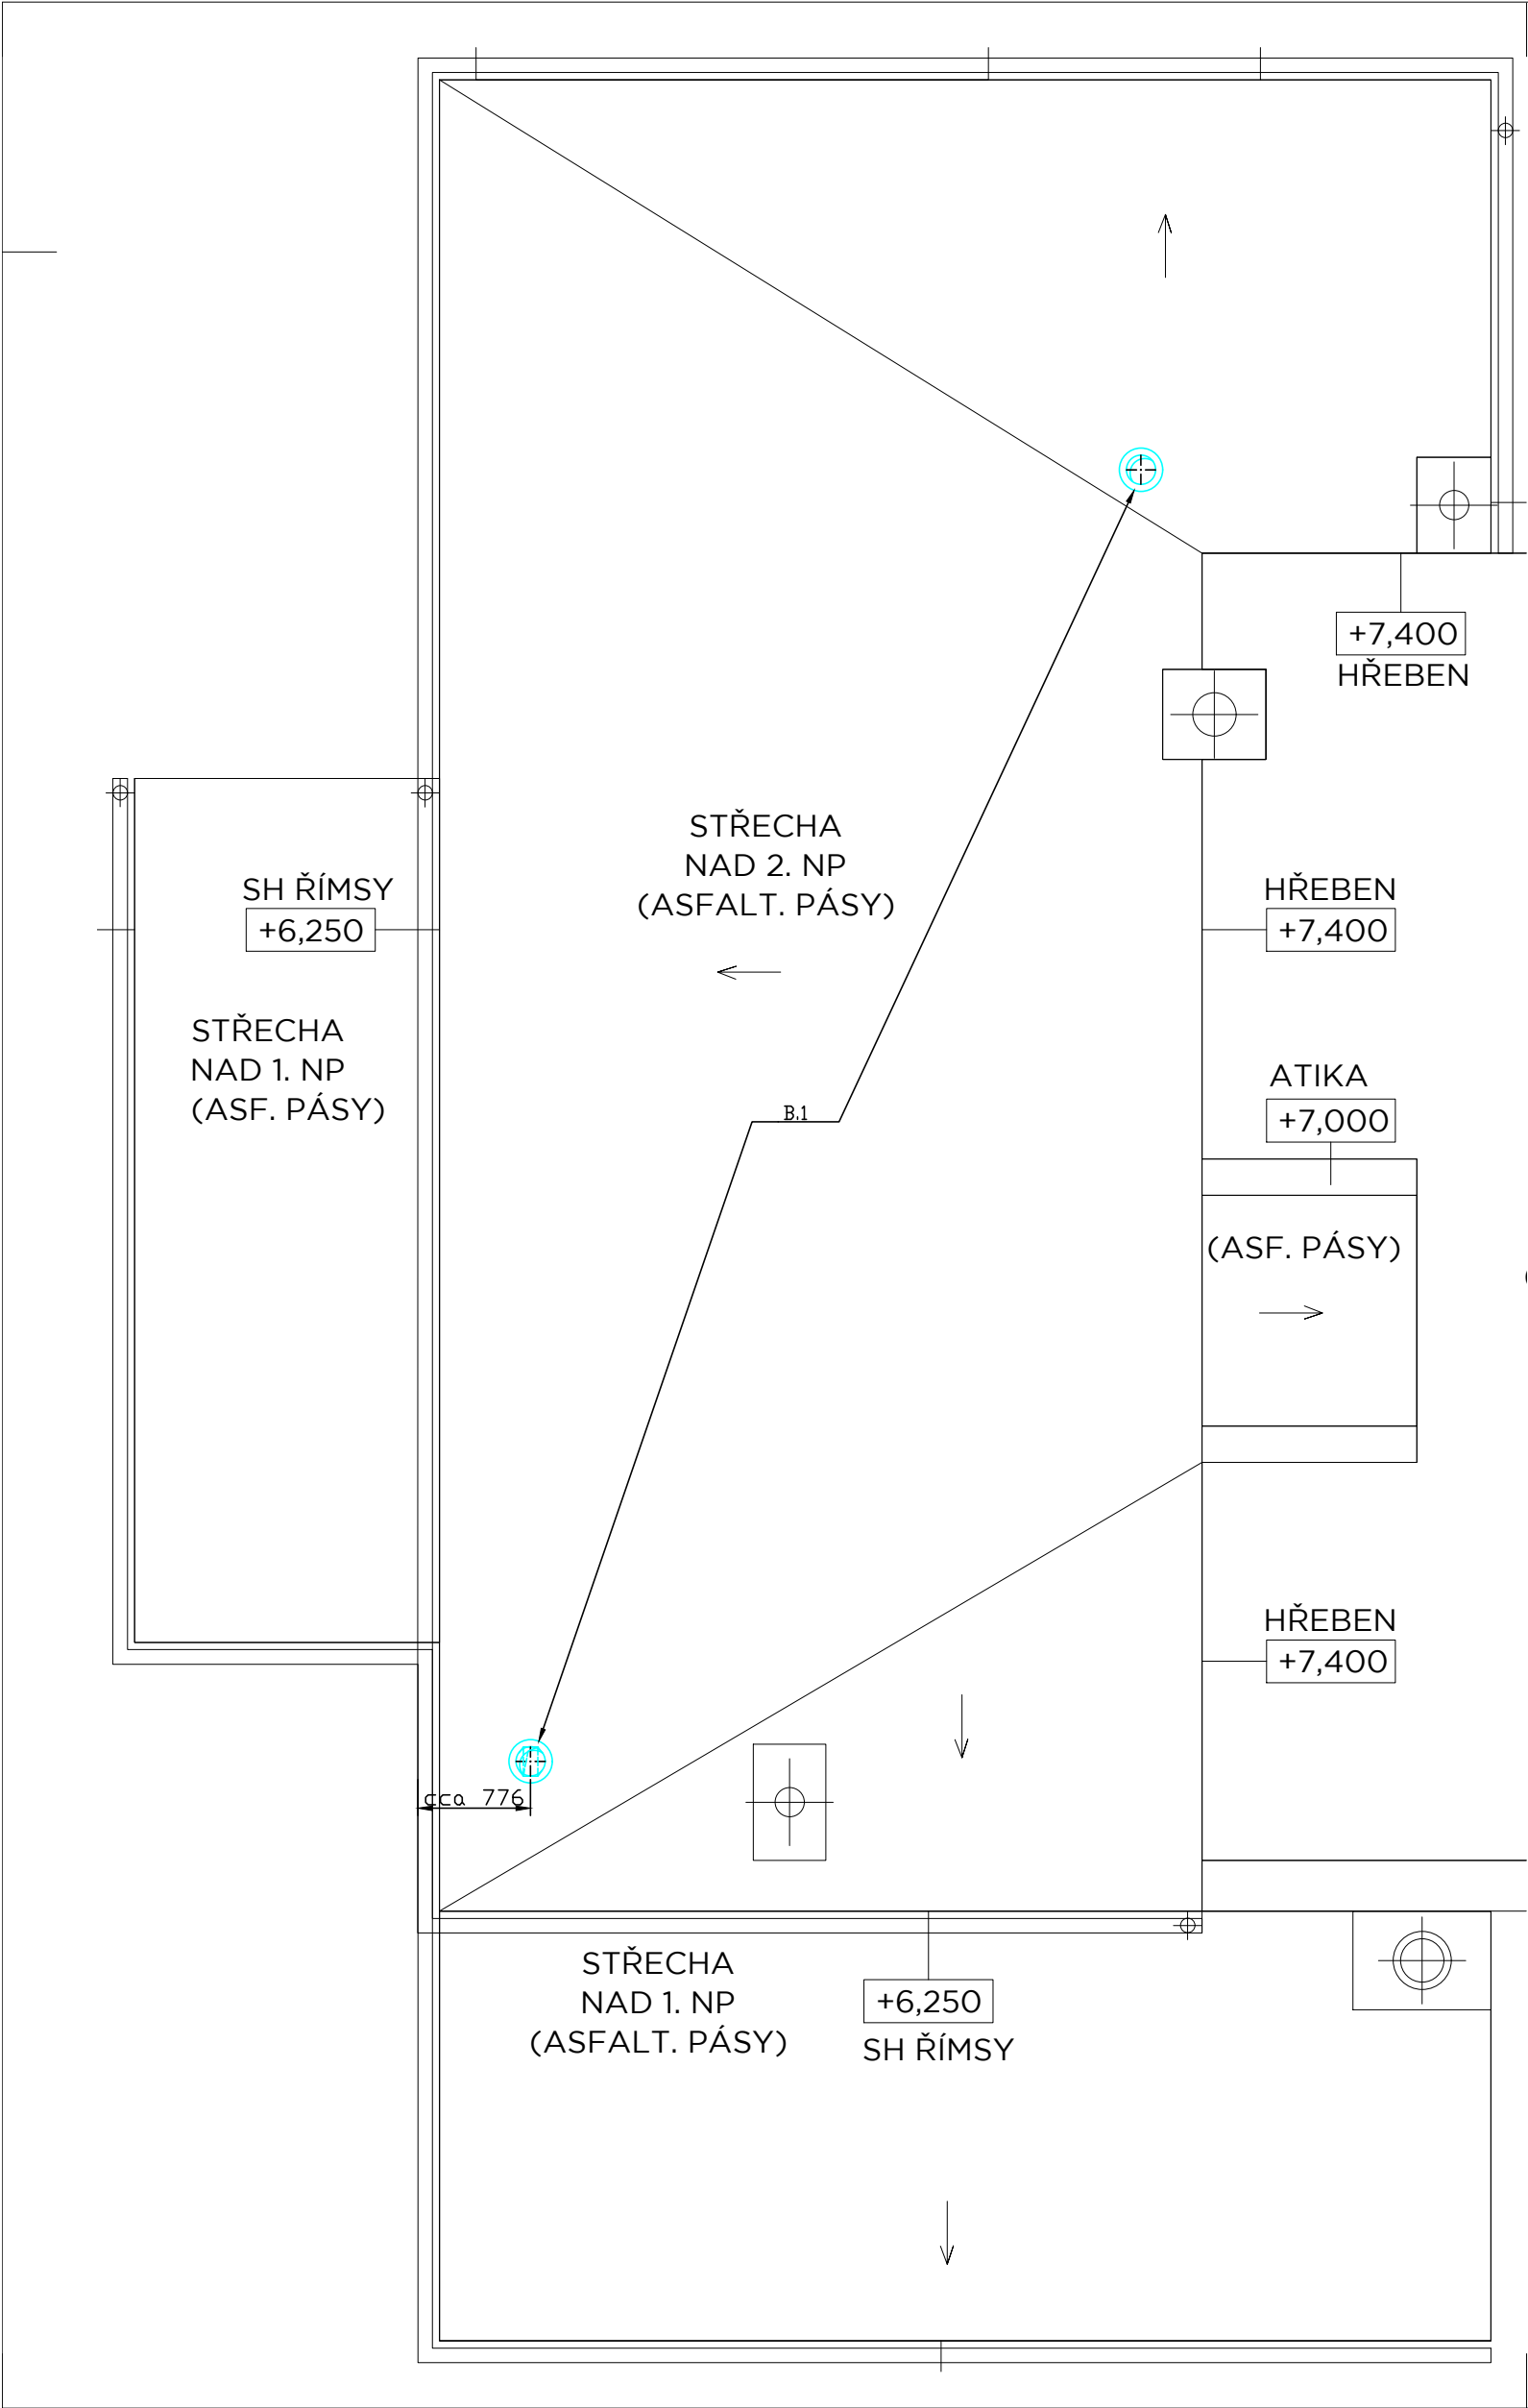 +7,400
HŘEBEN
STŘECHA
NAD 2. NP
(ASFALT. PÁSY)
SH ŘÍMSY
+6,250
HŘEBEN
+7,400
STŘECHA
NAD 1. NP
(ASF. PÁSY)
ATIKA
+7,000
B.1
(ASF. PÁSY)
HŘEBEN
+7,400
cca 776
STŘECHA
NAD 1. NP
(ASFALT. PÁSY)
+6,250
SH ŘÍMSY